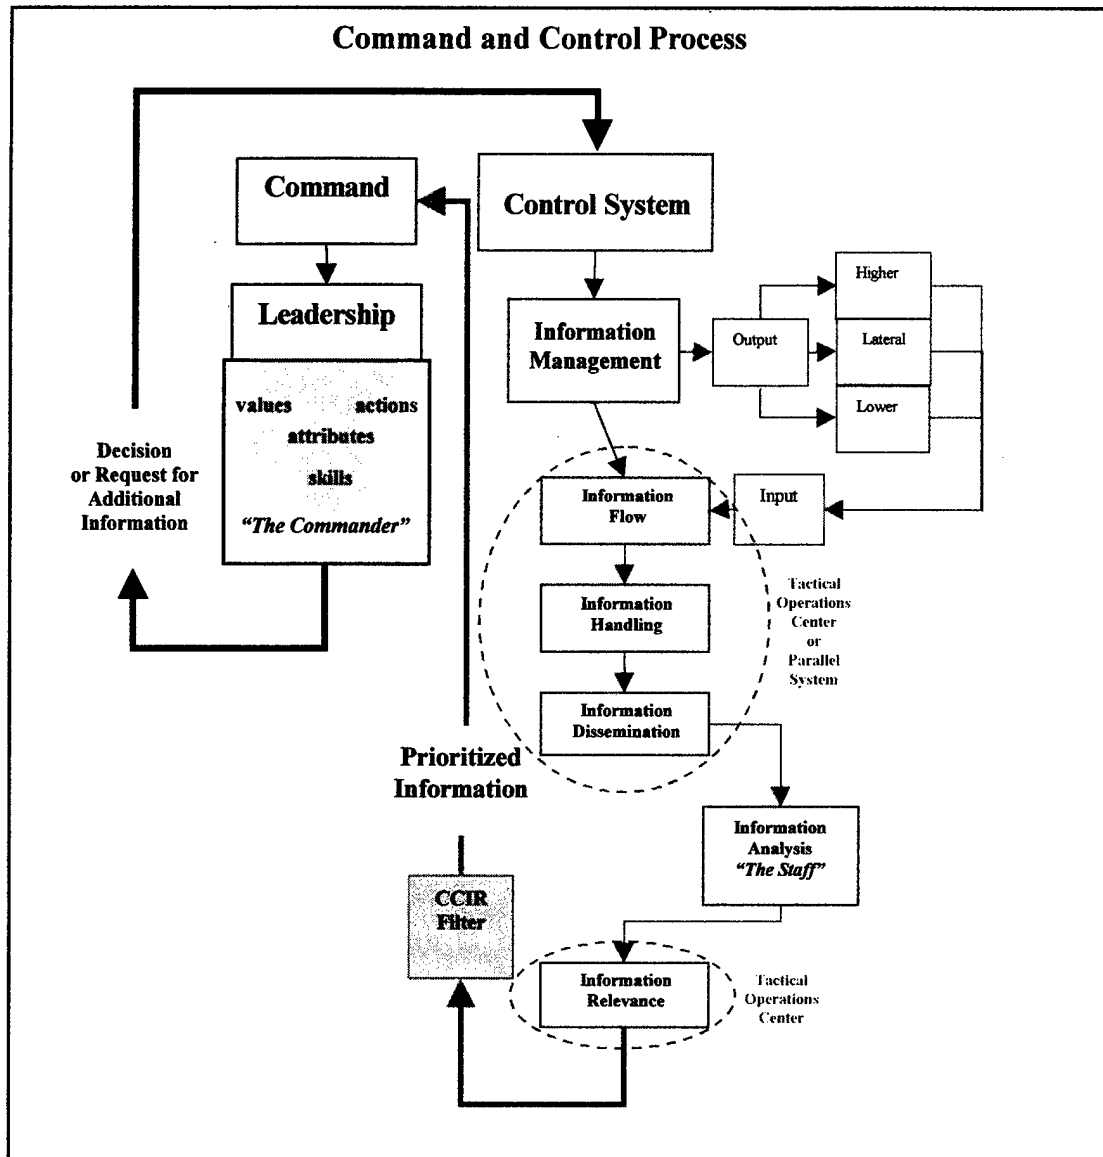 Command and Control Process
Command
Control System
Leadership
values actions
attributes
skills
"The Commander"
Decision
or Request for
Additional
Information
Information
Management
Output
Higher
Lateral
Lower
Information
Flow
Input
Information
Handling
Information
Dissemination
Tactical
Operations
Center
or
Parallel
System
Prioritized
Information
Information
Analysis
"The Staff"
CCIR
Filter
Information
Relevance
Tactical
Operations
Center